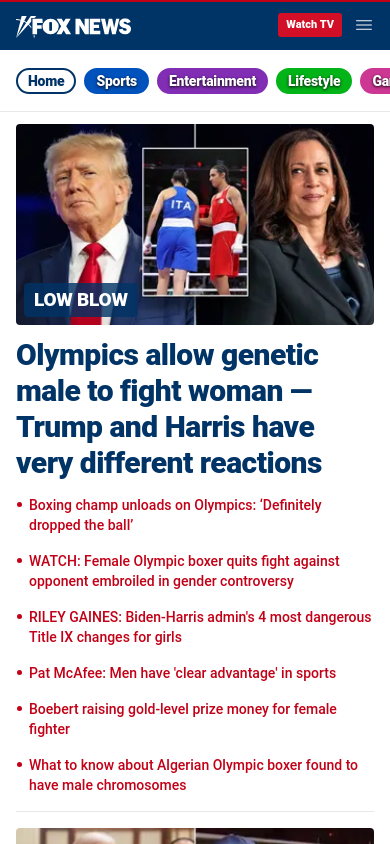 FOX NEWS
Watch TV
Home
Sports
Entertainment
Lifestyle
Ga
ITA
LOW BLOW
Olympics allow genetic
male to fight woman —
Trump and Harris have
very different reactions
• Boxing champ unloads on Olympics: ‘Definitely
dropped the ball’
• WATCH: Female Olympic boxer quits fight against
opponent embroiled in gender controversy
• RILEY GAINES: Biden-Harris admin's 4 most dangerous
Title IX changes for girls
• Pat McAfee: Men have 'clear advantage' in sports
• Boebert raising gold-level prize money for female
fighter
• What to know about Algerian Olympic boxer found to
have male chromosomes